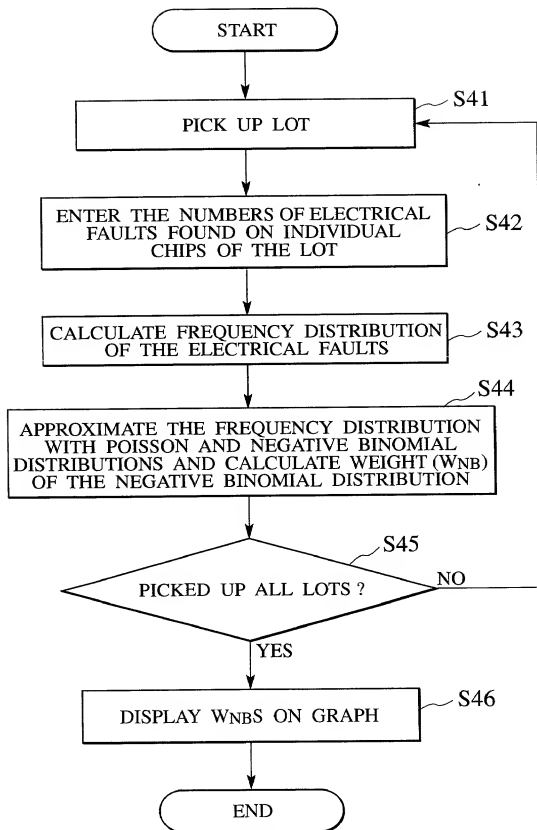 START
S41
PICK UP LOT
ENTER THE NUMBERS OF ELECTRICAL
FAULTS FOUND ON INDIVIDUAL
CHIPS OF THE LOT
S42
CALCULATE FREQUENCY DISTRIBUTION
OF THE ELECTRICAL FAULTS
S43
S44
APPROXIMATE THE FREQUENCY DISTRIBUTION
WITH POISSON AND NEGATIVE BINOMIAL
DISTRIBUTIONS AND CALCULATE WEIGHT (WNB)
OF THE NEGATIVE BINOMIAL DISTRIBUTION
S45
PICKED UP ALL LOTS ?
NO
YES
S46
DISPLAY WNBS ON GRAPH
END